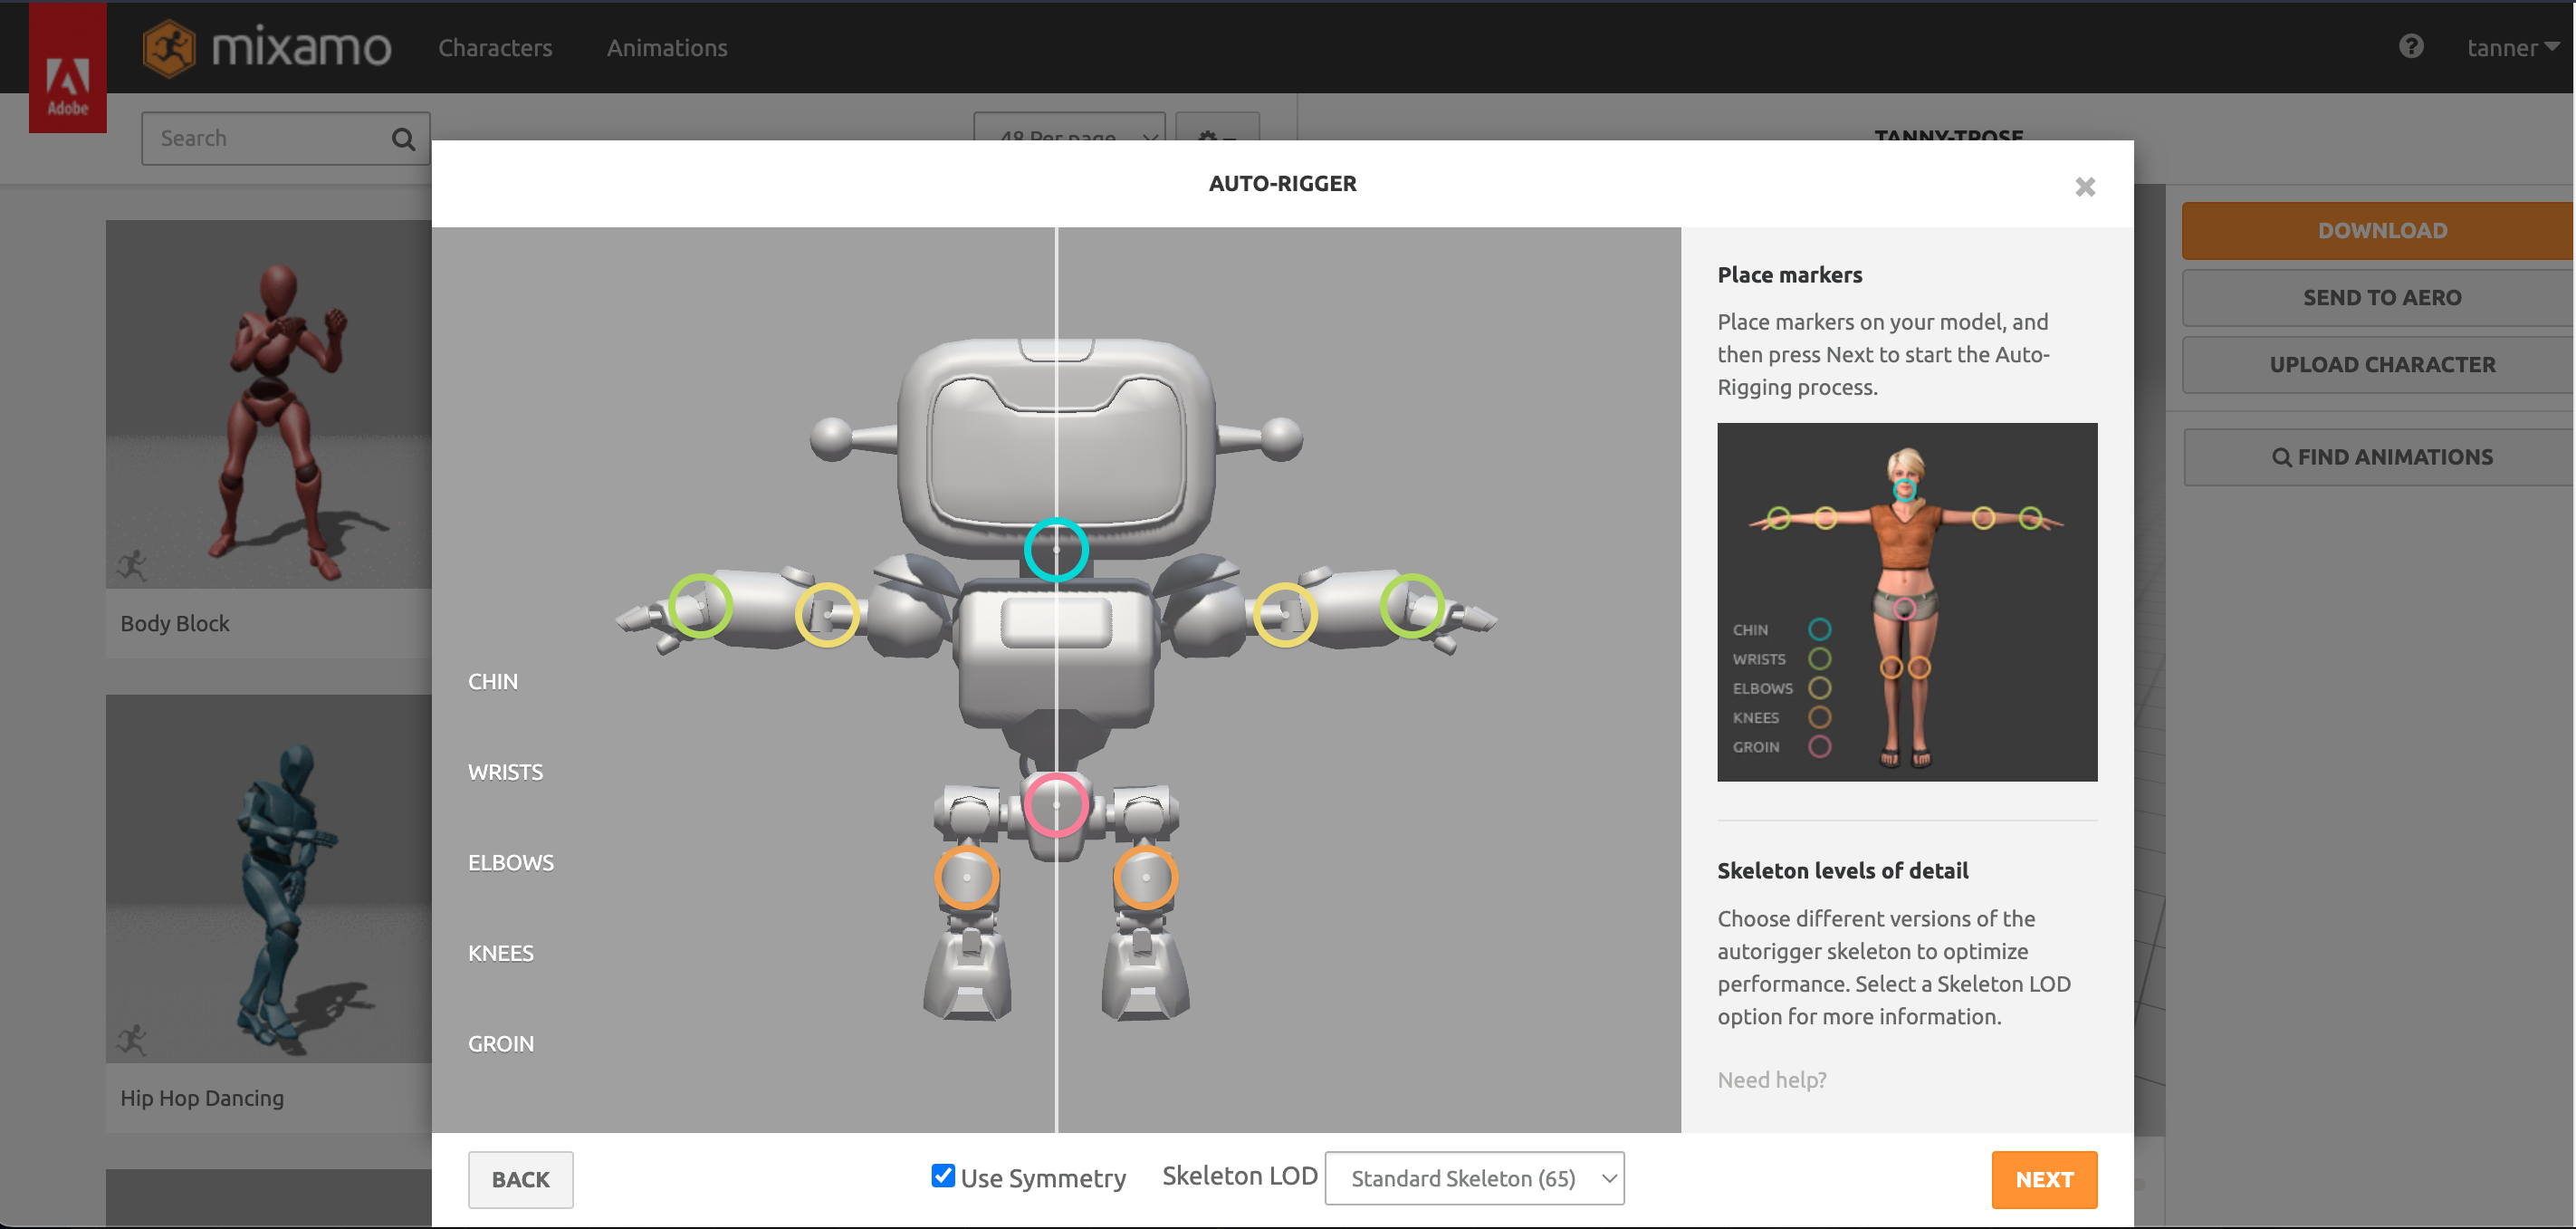 Adobe
mixamo
Characters
Animations
tanner
Search
48 Per page
TANNY-TPOSE
AUTO-RIGGER
Body Block
Hip Hop Dancing
CHIN
WRISTS
ELBOWS
KNEES
GROIN
Place markers
Place markers on your model, and
then press Next to start the Auto-
Rigging process.
CHIN
WRISTS
ELBOWS
KNEES
GROIN
Skeleton levels of detail
Choose different versions of the
autorigger skeleton to optimize
performance. Select a Skeleton LOD
option for more information.
Need help?
DOWNLOAD
SEND TO AERO
UPLOAD CHARACTER
FIND ANIMATIONS
BACK
Use Symmetry
Skeleton LOD
Standard Skeleton (65)
NEXT